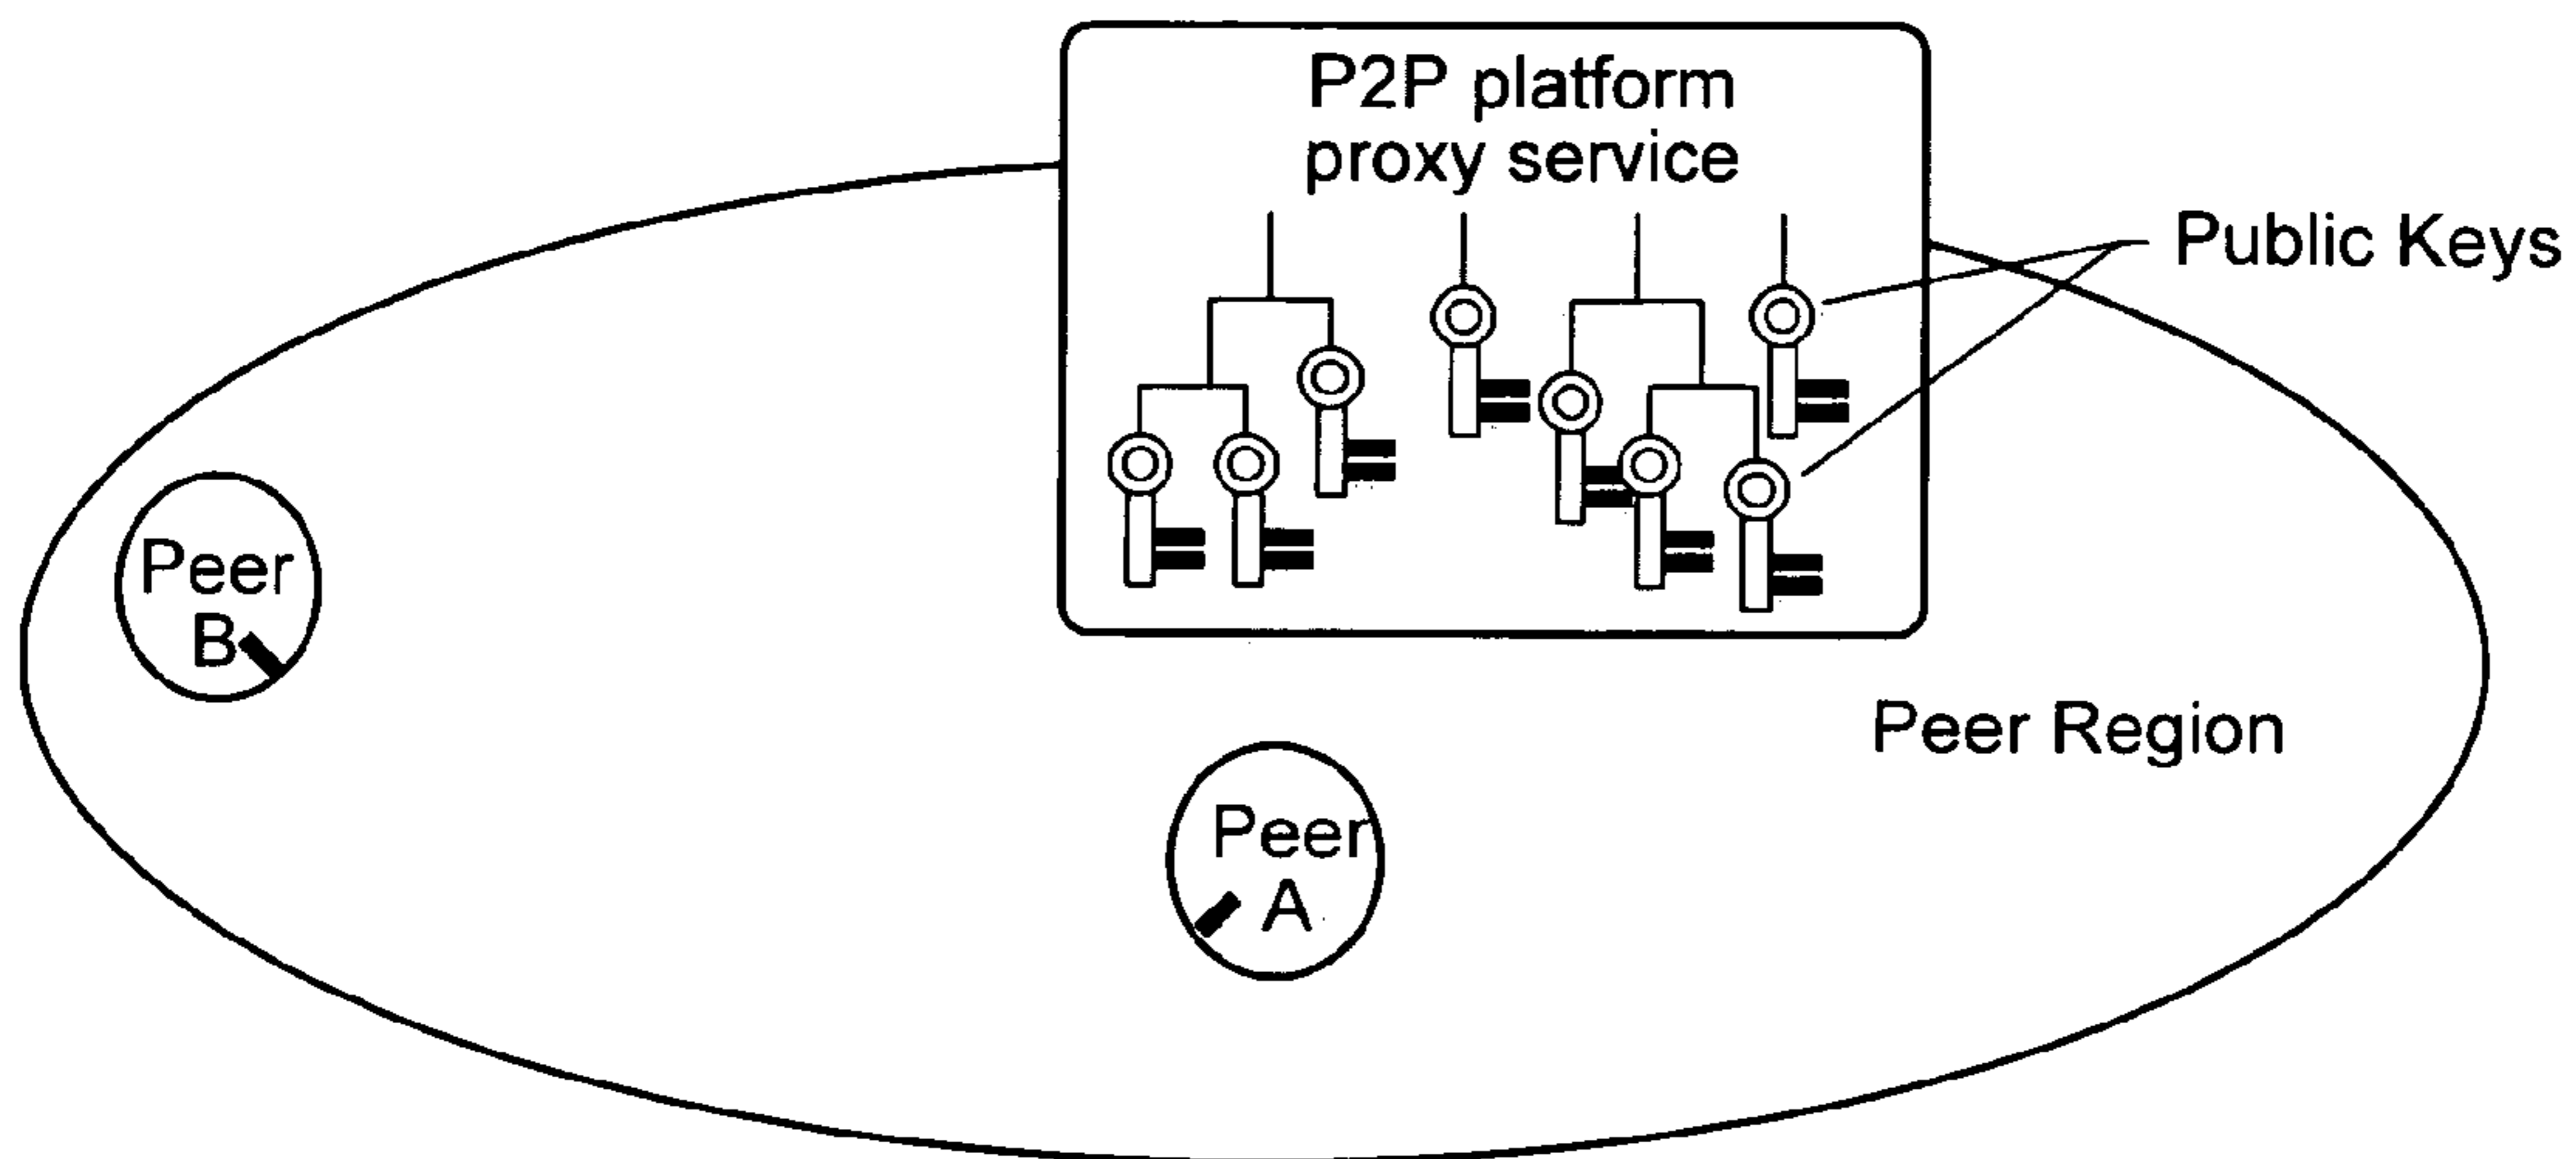 P2P platform
proxy service
Public Keys
Peer
B
Peer Region
Peer
A